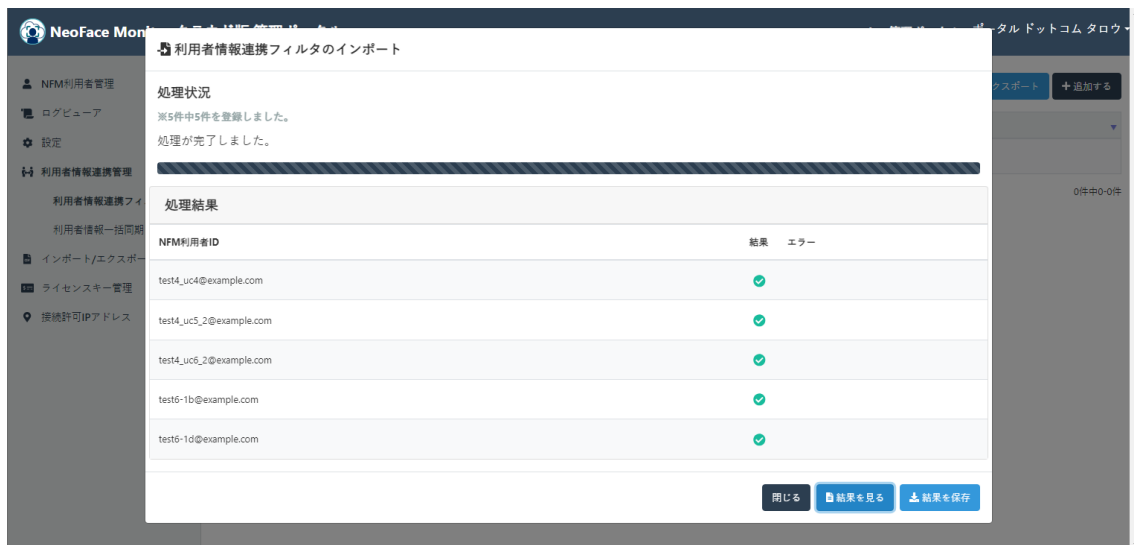 NeoFace Mon
ポータルドットコム タロウ
利用者情報連携フィルタのインポート
NFM利用者管理
ログビューア
設定
利用者情報連携管理
利用者情報連携フィ
利用者情報一括同期
インポート/エクスポー
ライセンスキー管理
接続許可IPアドレス
クスポート
+追加する
0件中0-0件
処理状況
※5件中5件を登録しました。
処理が完了しました。
処理結果
NFM利用者ID 結果 エラー
test4_uc4@example.com
test4_uc5_2@example.com
test4_uc6_2@example.com
test6-1b@example.com
test6-1d@example.com
閉じる 結果を見る 結果を保存